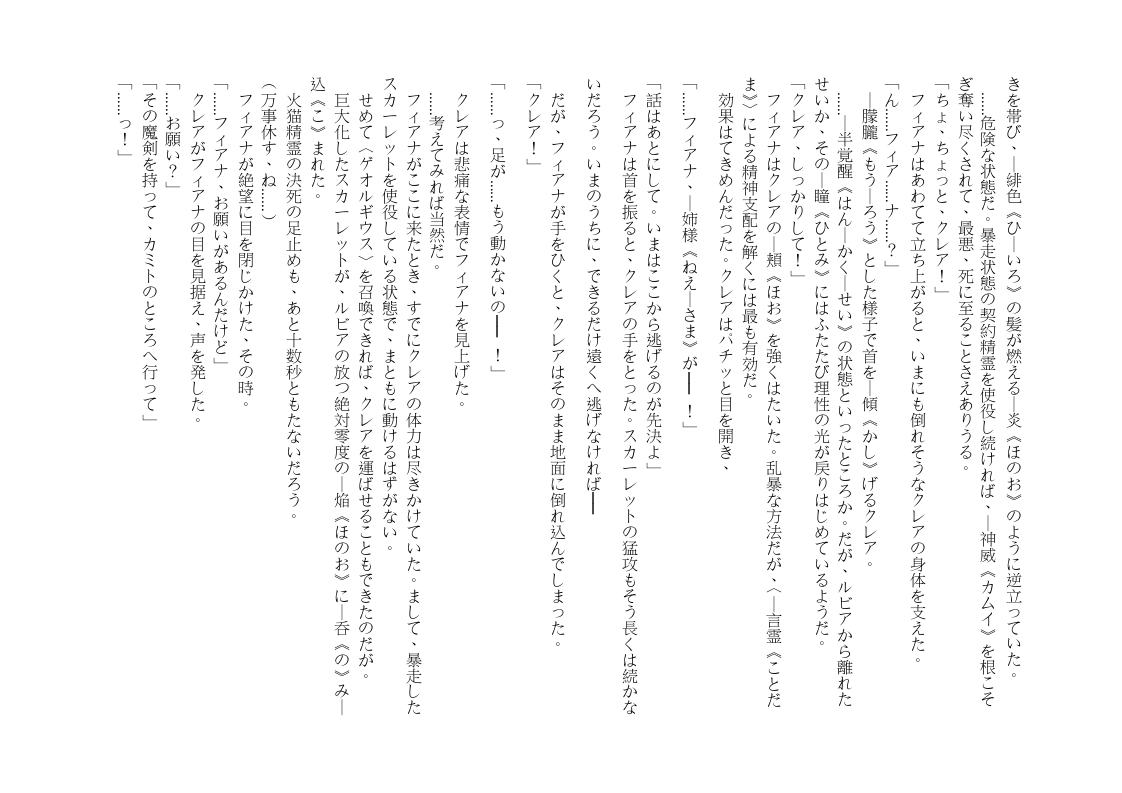 きを帯び、―緋色《ひ―いろ》の髪が燃える―炎《ほのお》のように逆立っていた。
……危険な状態だ。暴走状態の契約精霊を使役し続ければ、―神威《カムイ》を根こそ
ぎ奪い尽くされて、最悪、死に至ることさえありうる。
「ちょ、ちょっと、クレア！」
フィアナはあわてて立ち上がると、いまにも倒れそうなクレアの身体を支えた。
「ん……フィア……ナ……？」
―朦朧《もう―ろう》とした様子で首を―傾《かし》げるクレア。
……―半覚醒《はん―かく―せい》の状態といったところか。だが、ルビアから離れた
せいか、その―瞳《ひとみ》にはふたたび理性の光が戻りはじめているようだ。
「クレア、しっかりして！」
フィアナはクレアの―頬《ほお》を強くはたいた。乱暴な方法だが、〈―言霊《ことだ
ま》〉による精神支配を解くには最も有効だ。
効果はてきめんだった。クレアはパチッと目を開き、
「……フィアナ、―姉様《ねえ―さま》が━━！」
「話はあとにして。いまはここから逃げるのが先決よ」
フィアナは首を振ると、クレアの手をとった。スカーレットの猛攻もそう長くは続かな
いだろう。いまのうちに、できるだけ遠くへ逃げなければ━━
だが、フィアナが手をひくと、クレアはそのまま地面に倒れ込んでしまった。
「クレア！」
「……っ、足が……もう動かないの━━！」
クレアは悲痛な表情でフィアナを見上げた。
……考えてみれば当然だ。
フィアナがここに来たとき、すでにクレアの体力は尽きかけていた。まして、暴走した
スカーレットを使役している状態で、まともに動けるはずがない。
せめて〈ゲオルギウス〉を召喚できれば、クレアを運ばせることもできたのだが。
巨大化したスカーレットが、ルビアの放つ絶対零度の―焔《ほのお》に―呑《の》み―
込《こ》まれた。
火猫精霊の決死の足止めも、あと十数秒ともたないだろう。
（万事休す、ね……）
フィアナが絶望に目を閉じかけた、その時。
「……フィアナ、お願いがあるんだけど」
クレアがフィアナの目を見据え、声を発した。
「……お願い？」
「その魔剣を持って、カミトのところへ行って」
「……っ！」